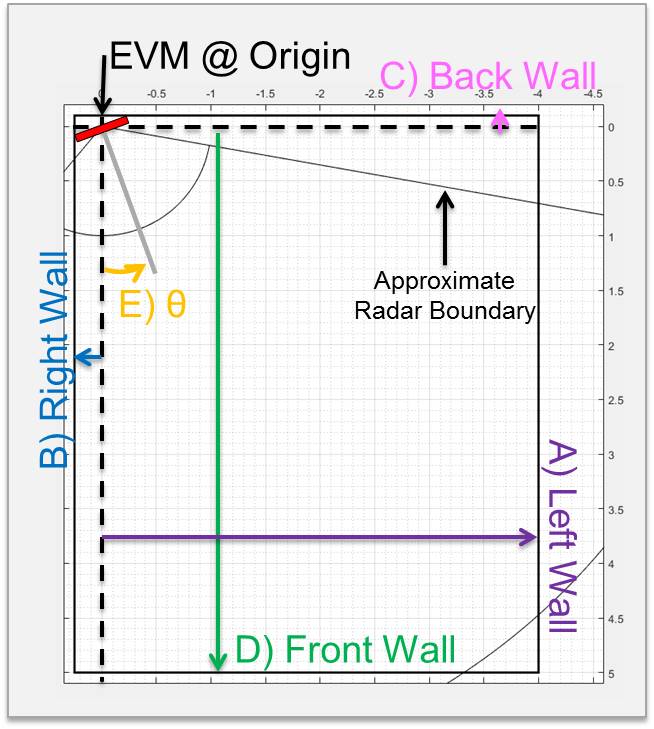 EVM @ Origin
C) Back Wall
0 -0.5 -1 -1.5 -2 -2.5 -3 -3.5 -4 -4.5
0
0.5
1
Approximate
Radar Boundary
E) θ
1.5
2
B) Right Wall
2.5
3
A) Left Wall
3.5
4
4.5
D) Front Wall
5